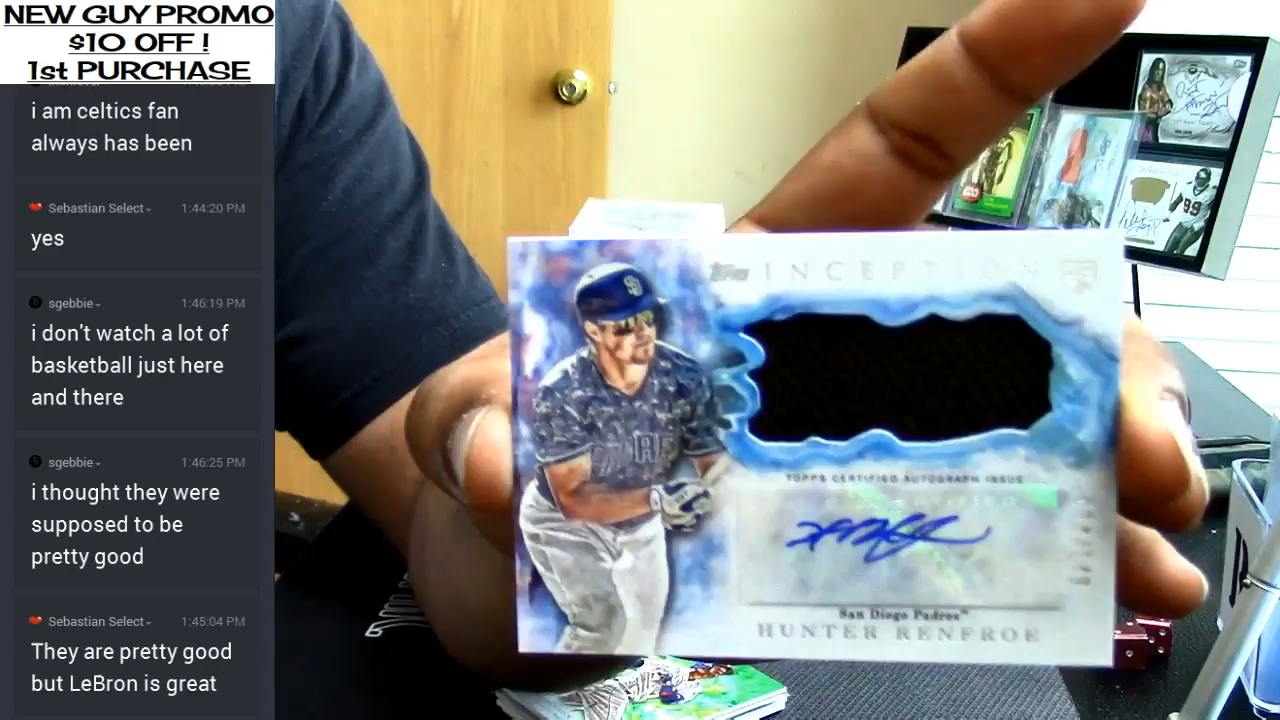 NEW GUY PROMO
$10 OFF !
1st PURCHASE
i am celtics fan
always has been
Sebastian Select
1:44:20 PM
yes
sgebbie
1:46:19 PM
i don't watch a lot of
basketball just here
and there
sgebbie
1:46:25 PM
i thought they were
supposed to be
pretty good
Sebastian Select
1:45:04 PM
They are pretty good
but LeBron is great
Topps INCEPTION
SD
TOPPS CERTIFIED AUTOGRAPH ISSUE
San Diego Padres™
HUNTER RENFROE
99